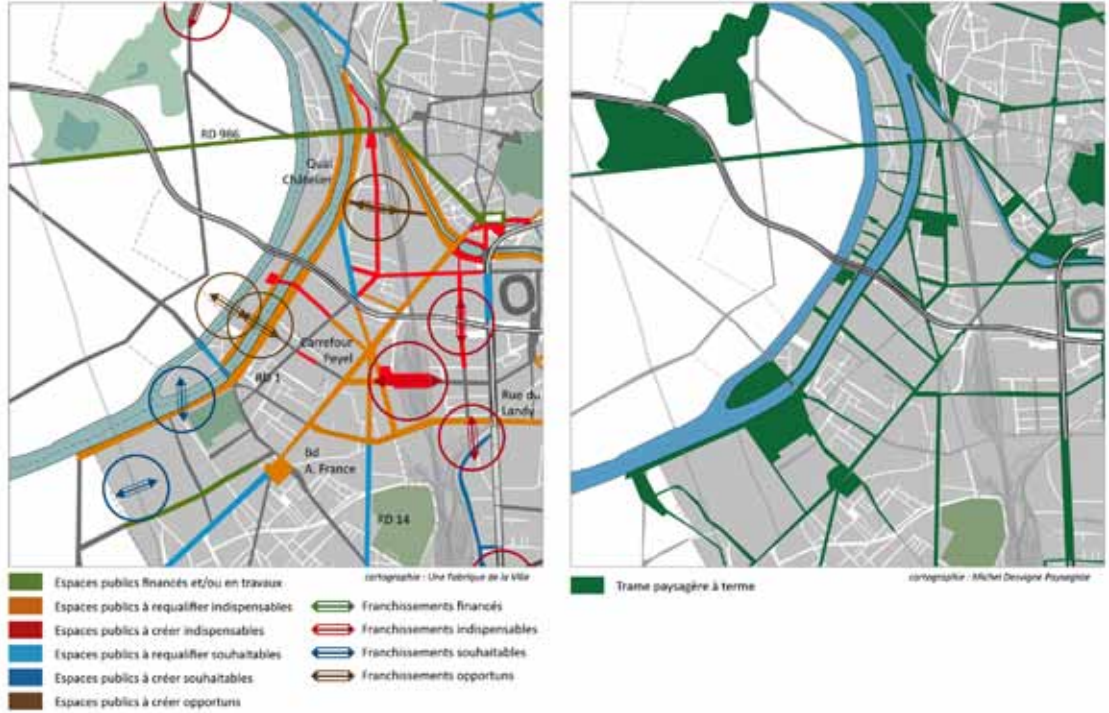 RD 986
Quai
Châtelier
Carrefour
Pleyel
RD 1
Rue du
Landy
Bd
A. France
RD 14
cartographie : Une Fabrique de la Ville
Espaces publics financés et/ou en travaux
Espaces publics à requalifier indispensables
Espaces publics à créer indispensables
Espaces publics à requalifier souhaitables
Espaces publics à créer souhaitables
Espaces publics à créer opportuns
Franchissements financés
Franchissements indispensables
Franchissements souhaitables
Franchissements opportuns
Trame paysagère à terme
cartographie : Michel Desvigne Paysagiste